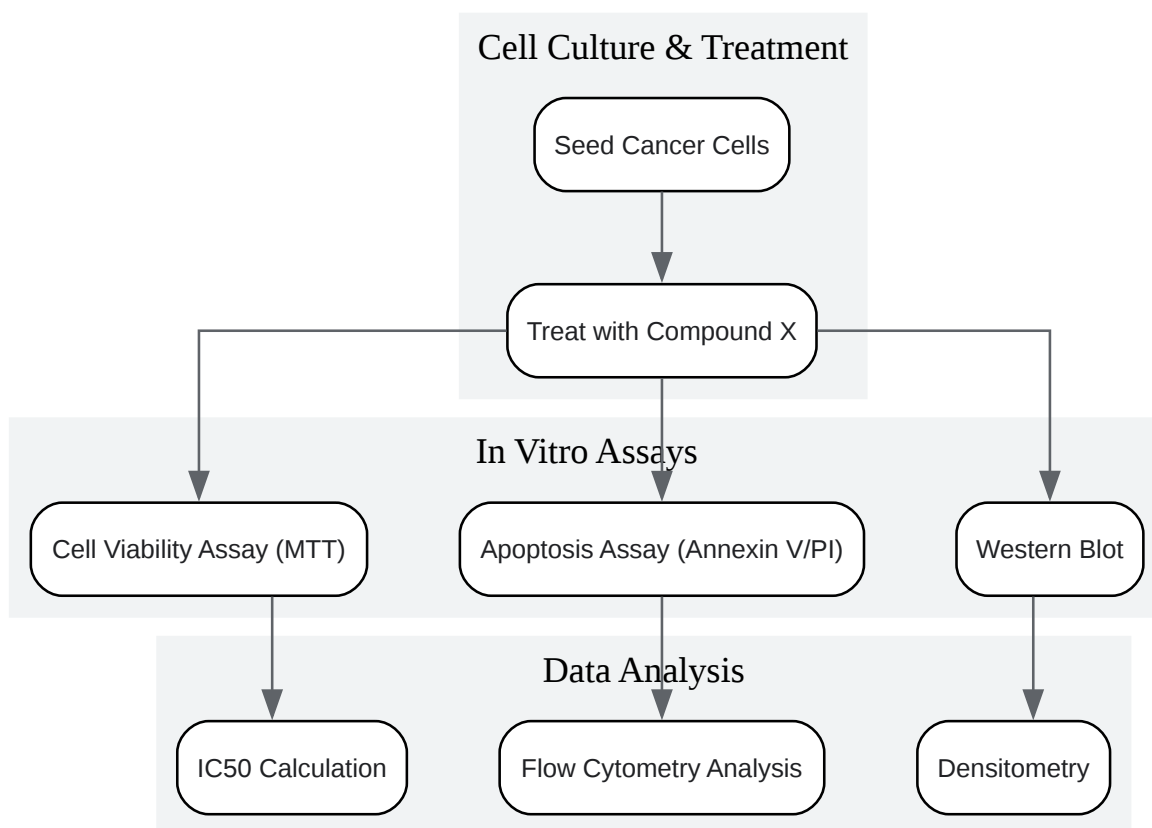 Cell Culture & Treatment
Seed Cancer Cells
Treat with Compound X
In Vitro Assays
Cell Viability Assay (MTT)
Apoptosis Assay (Annexin V/PI)
Western Blot
Data Analysis
IC50 Calculation
Flow Cytometry Analysis
Densitometry